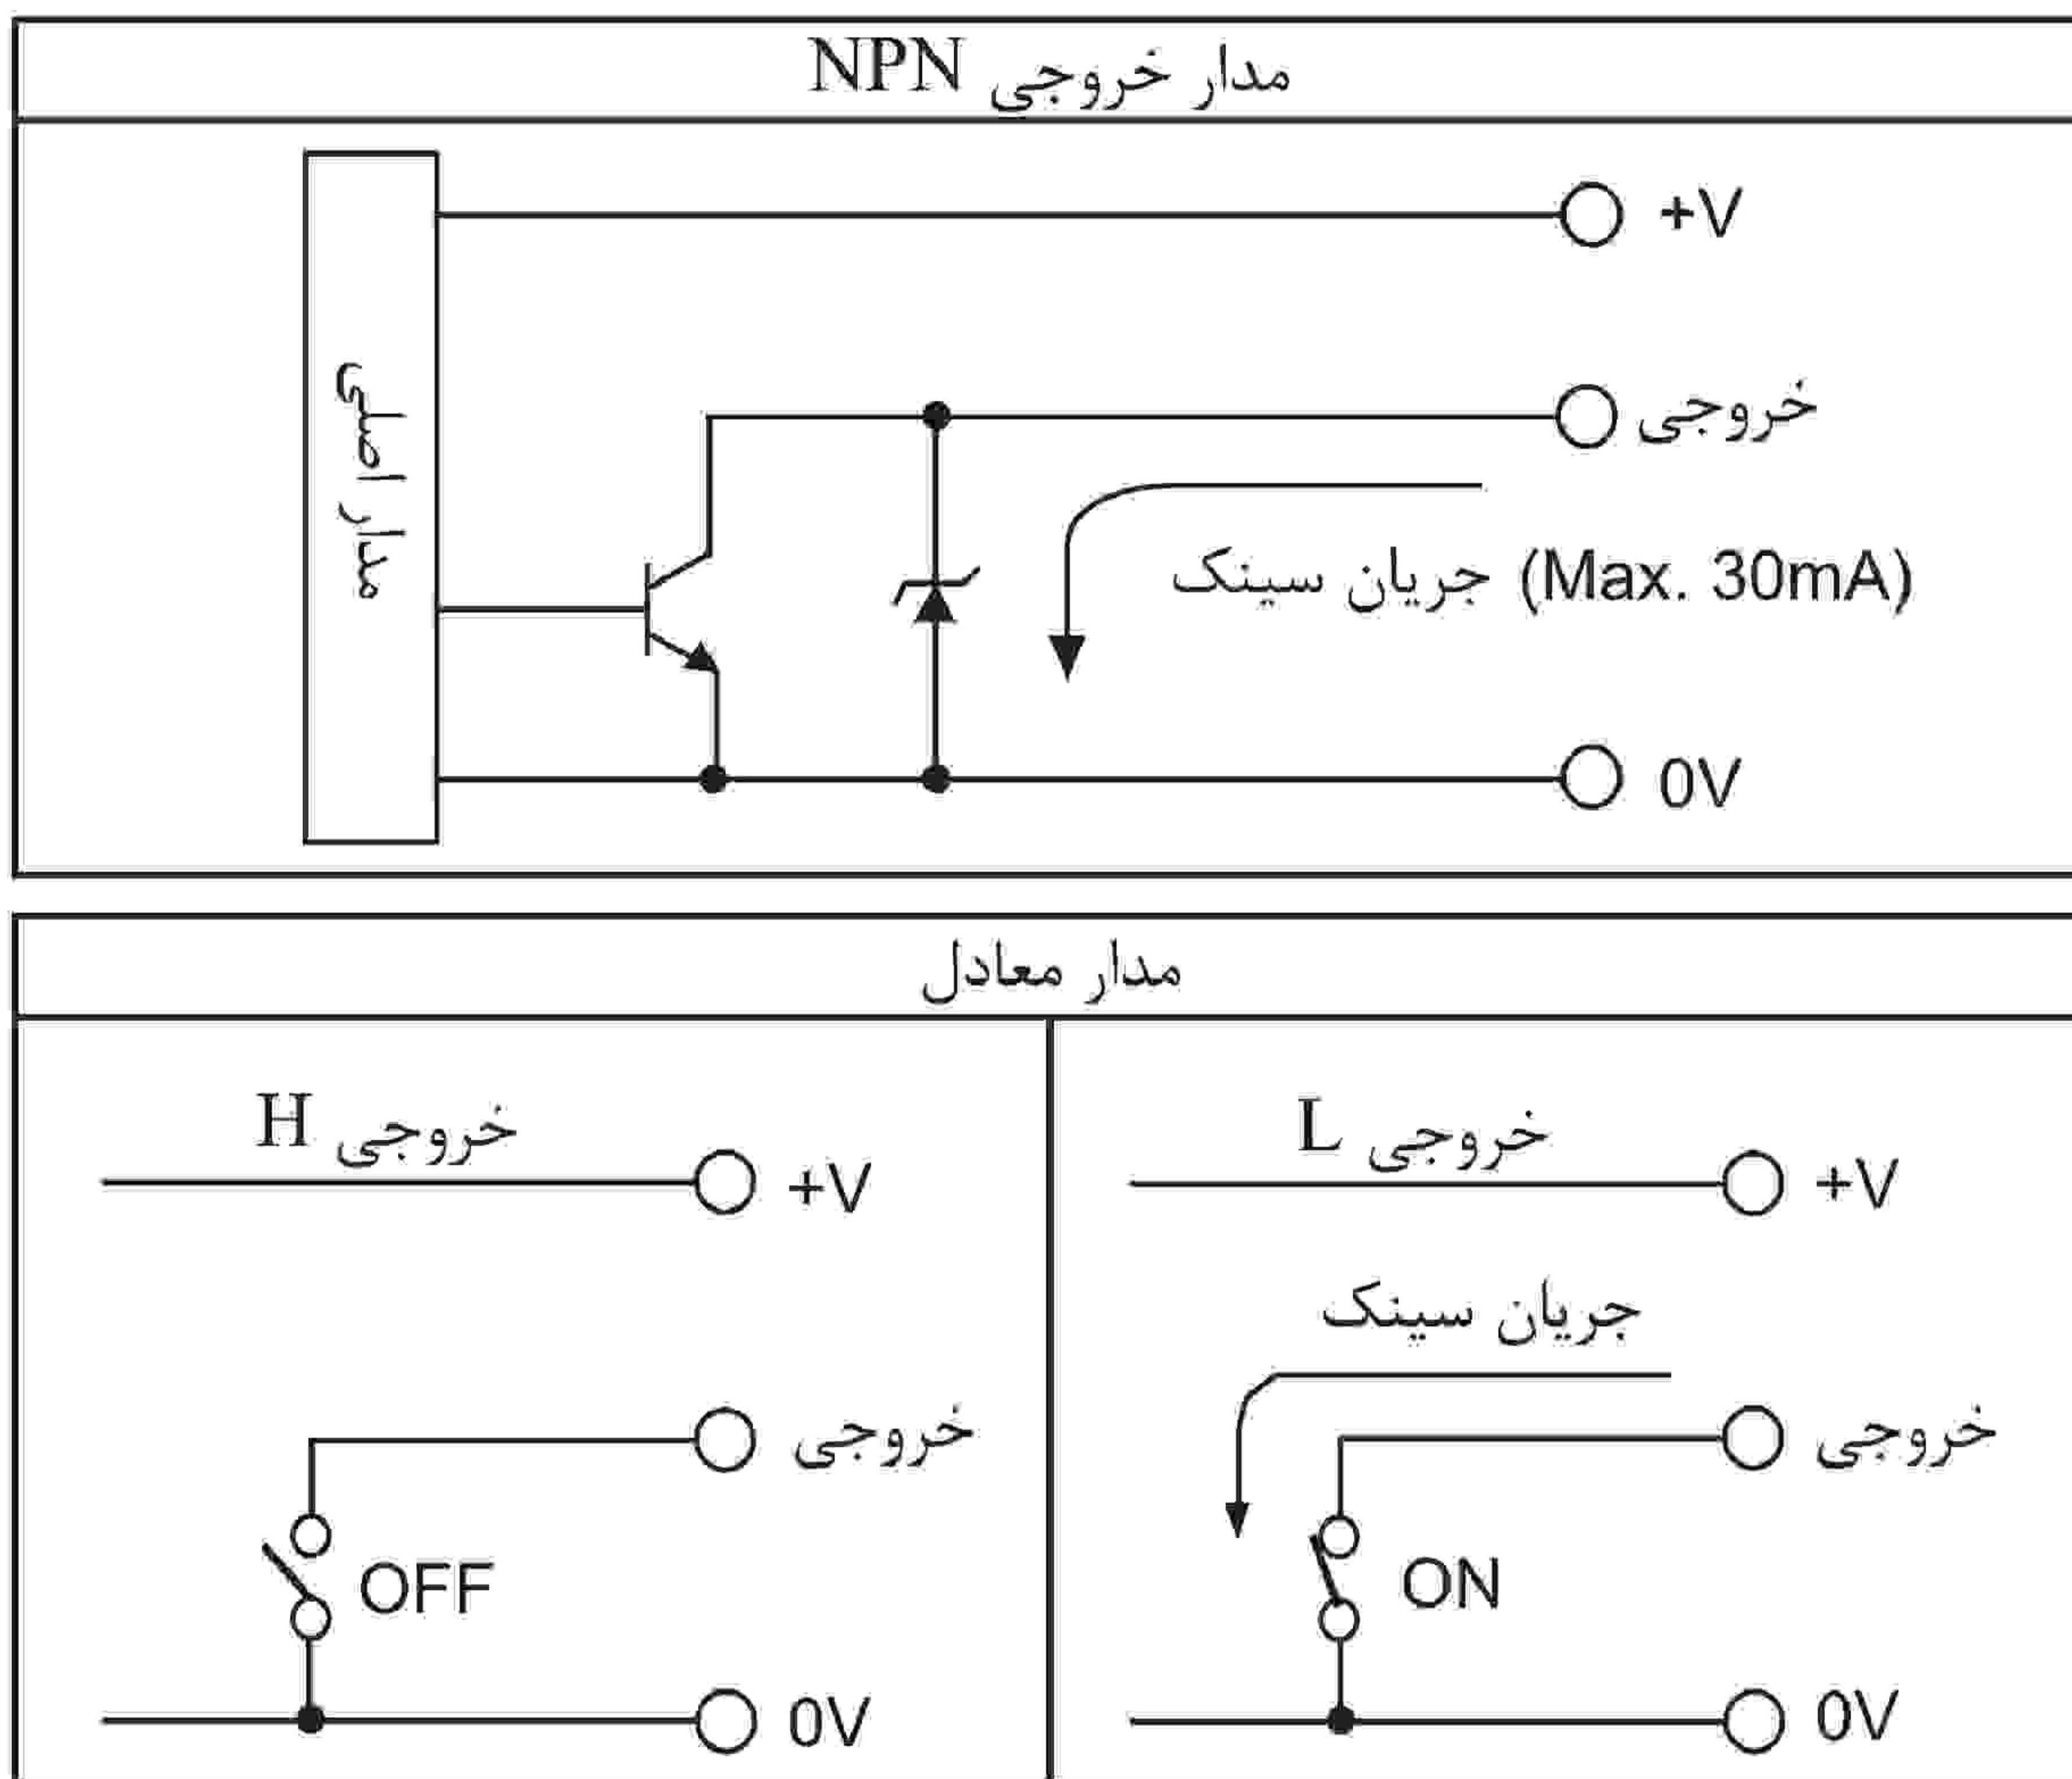 مدار خروجی NPN
+V
خروجی
مدار اصلی
جریان سینک (Max. 30mA)
0V
مدار معادل
خروجی H
+V
خروجی
OFF
0V
خروجی L
+V
جریان سینک
خروجی
ON
0V